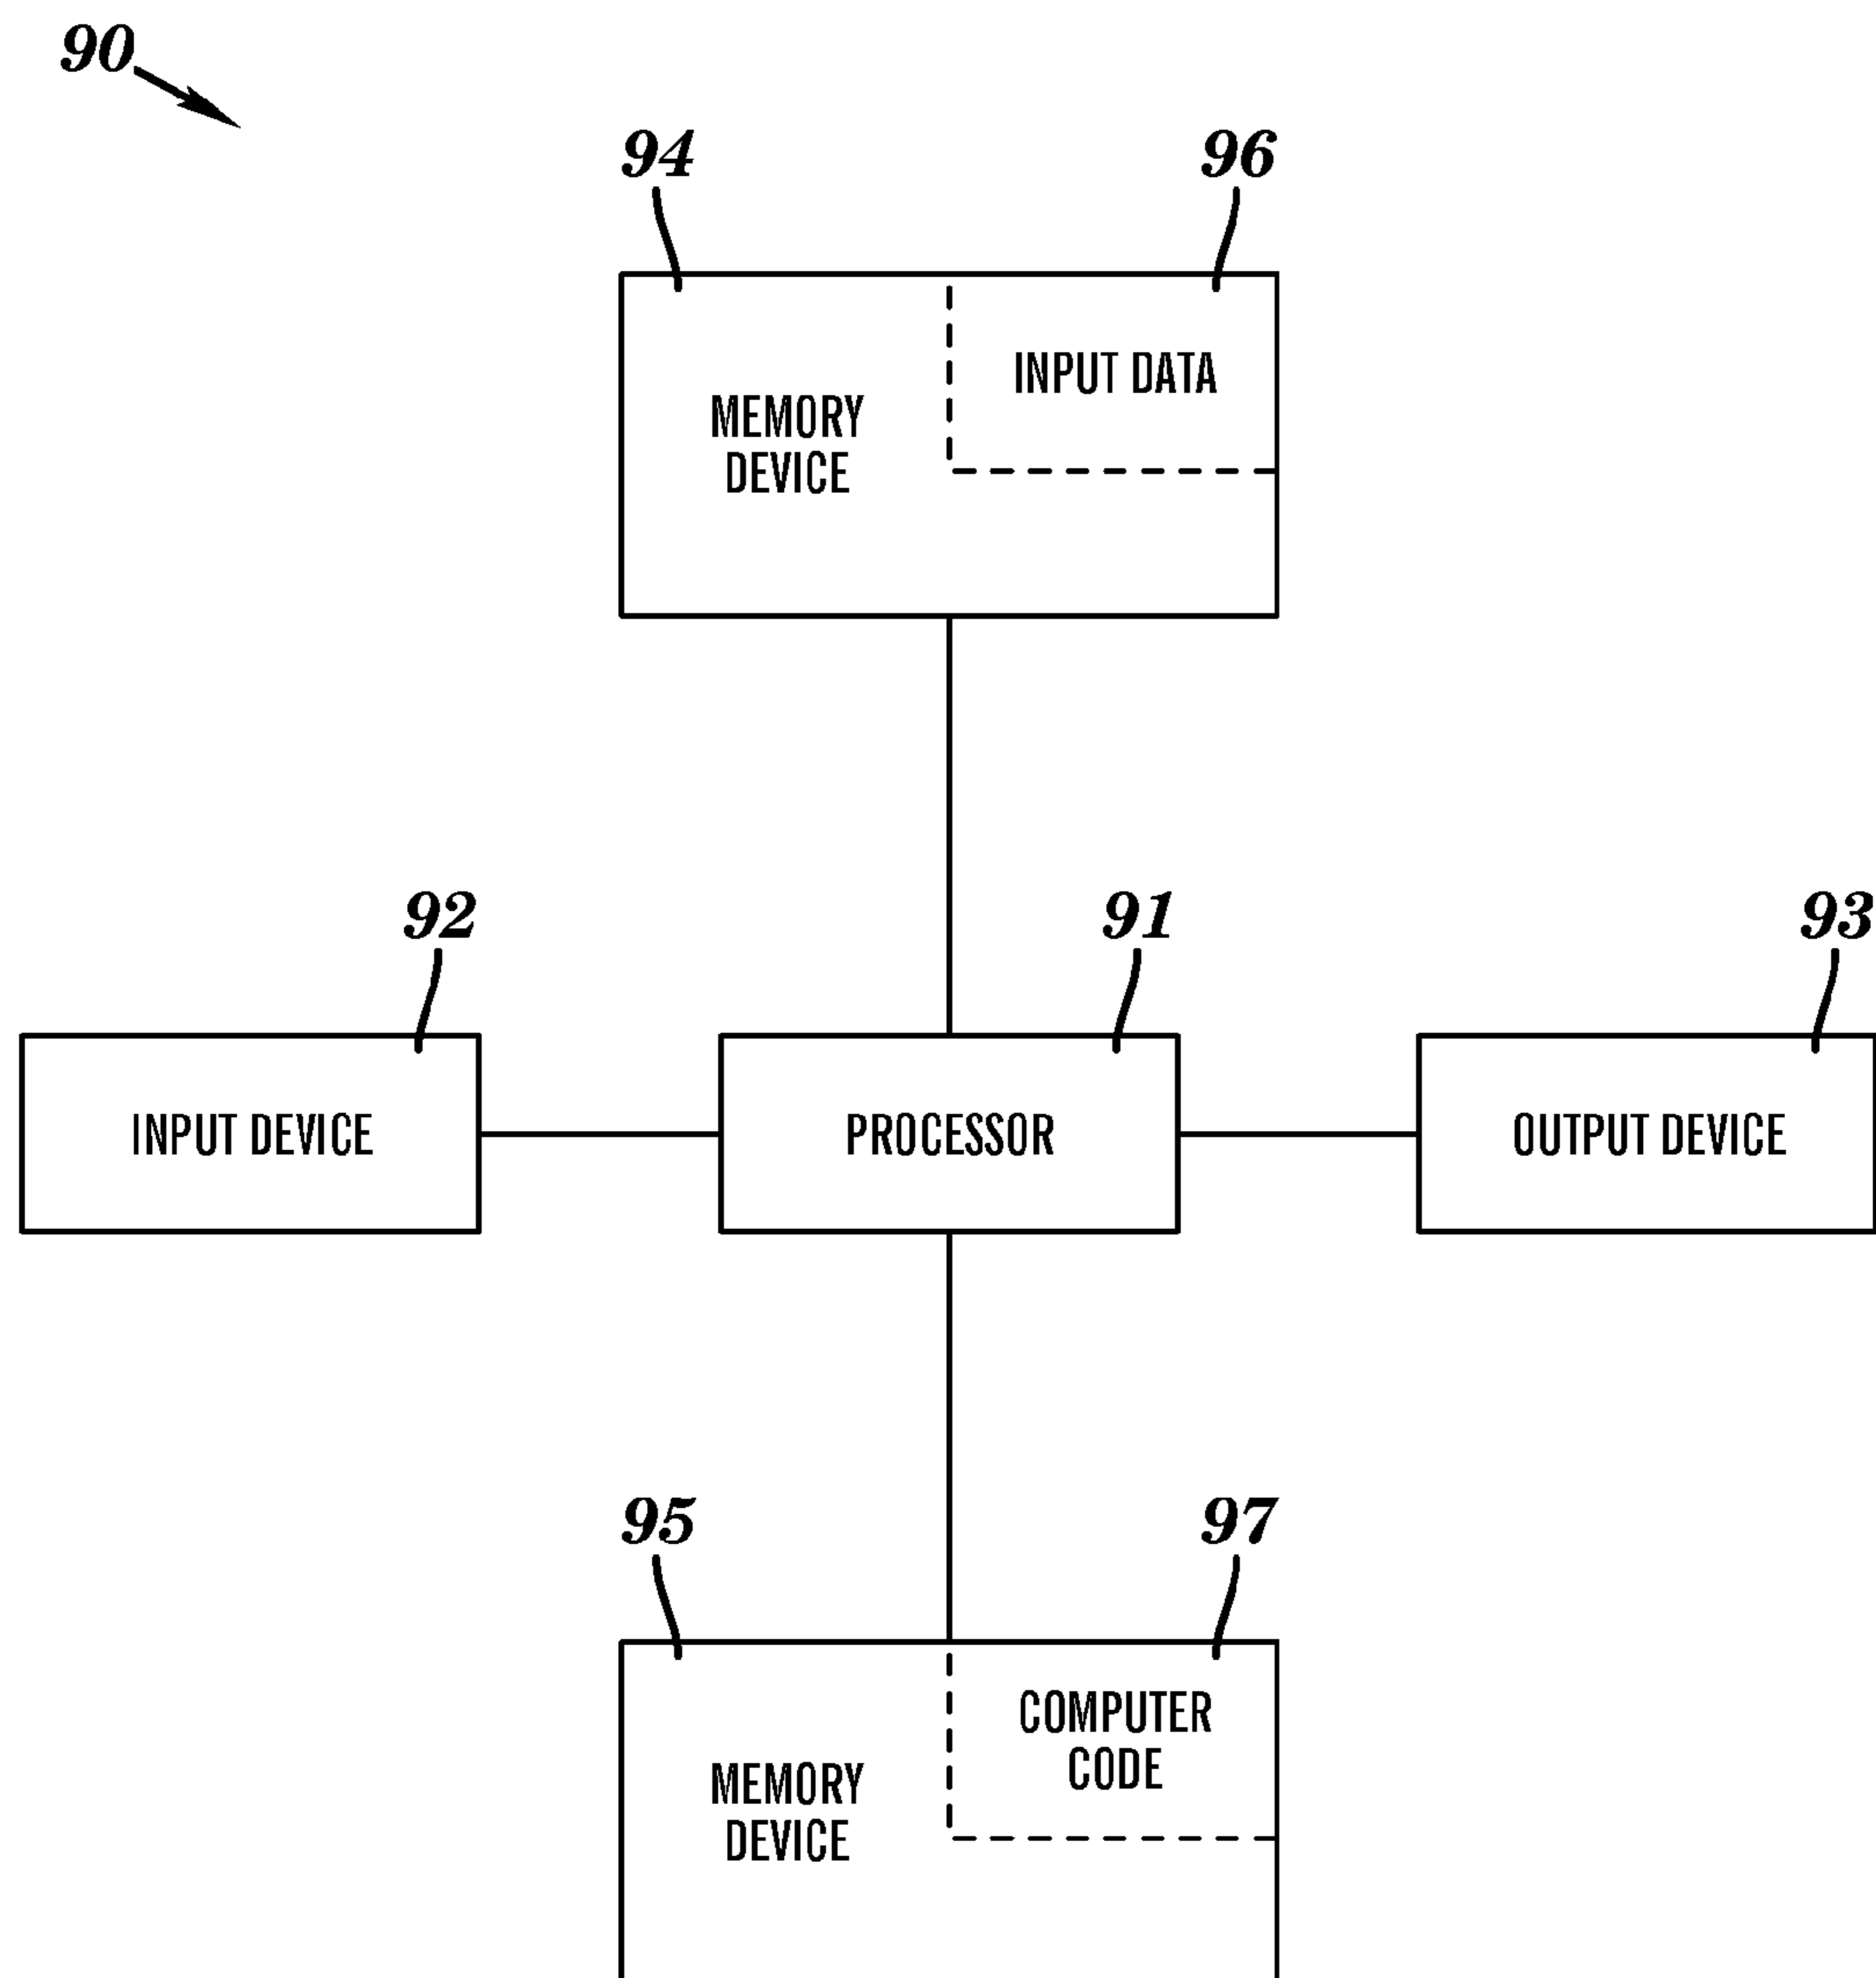 90
94
96
INPUT DATA
MEMORY
DEVICE
92
91
93
INPUT DEVICE
PROCESSOR
OUTPUT DEVICE
95
97
COMPUTER
CODE
MEMORY
DEVICE